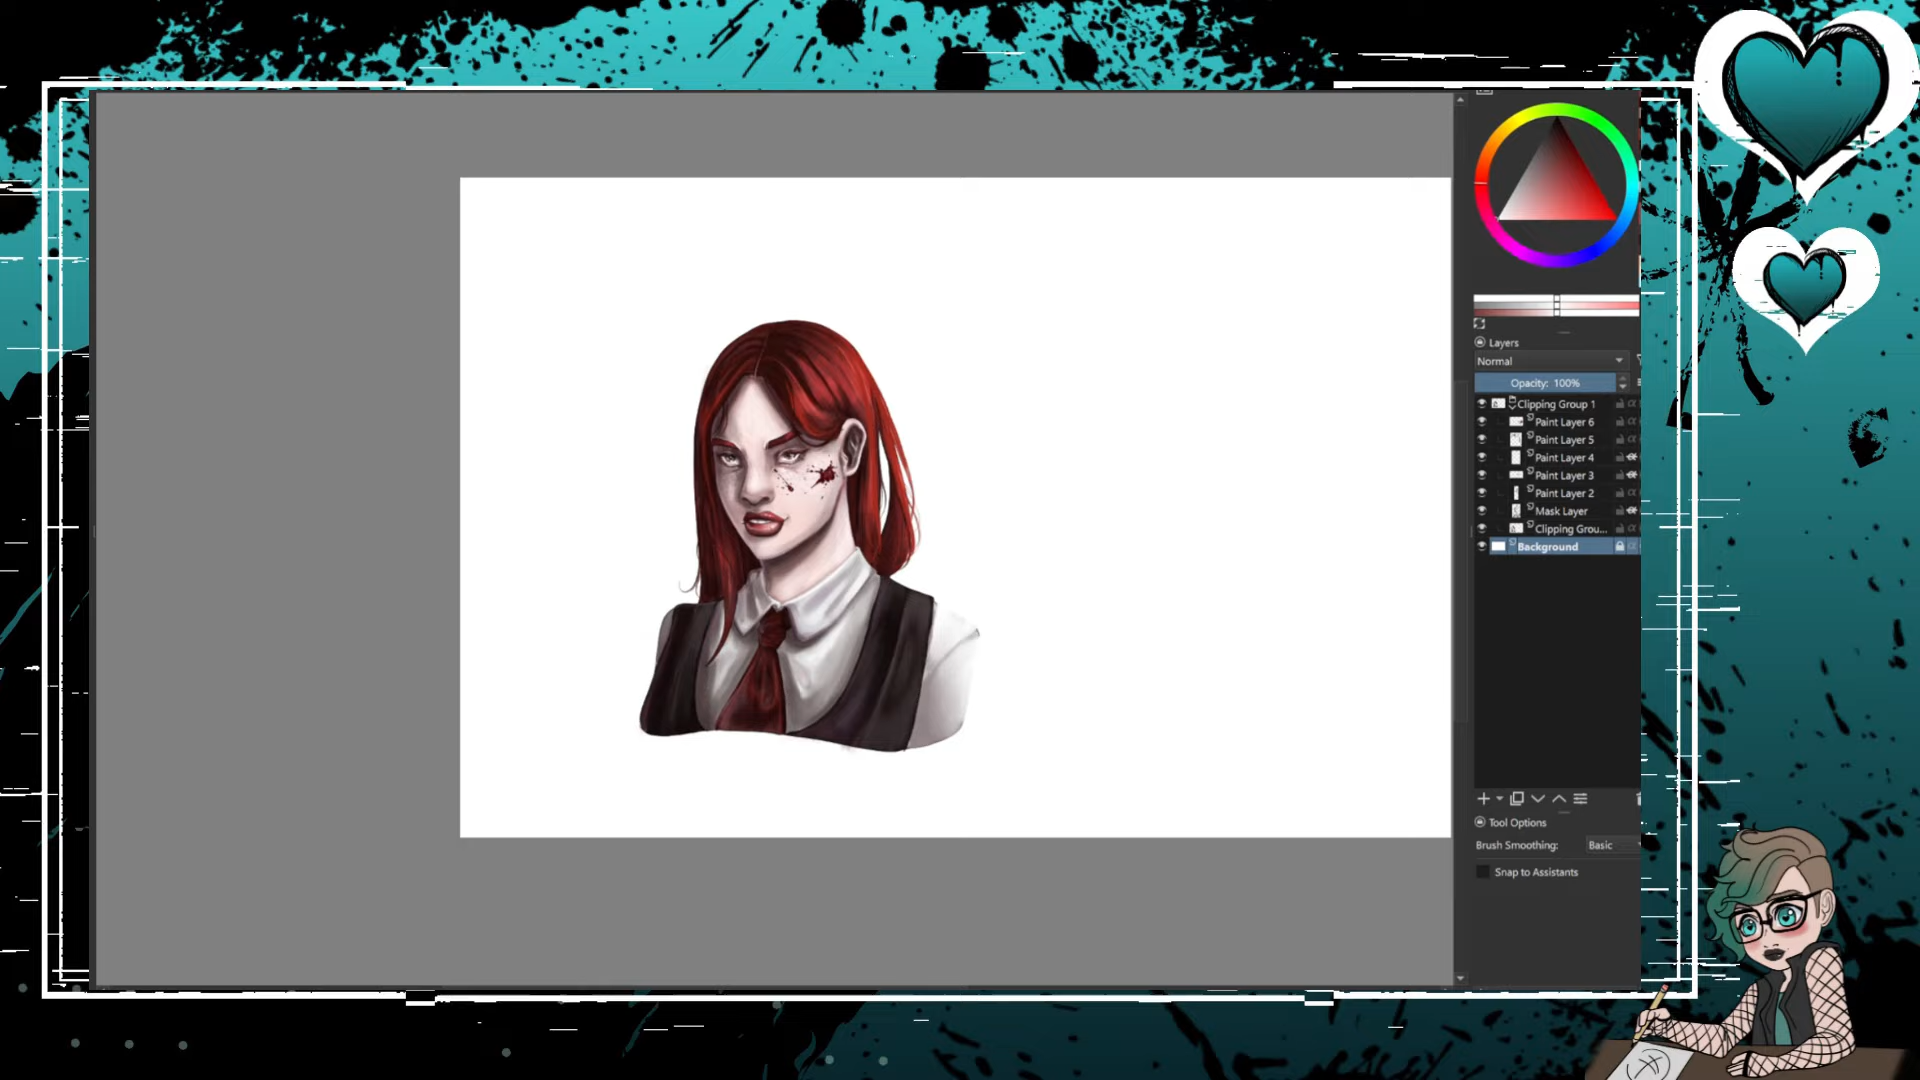 Layers
Normal
Opacity: 100%
Clipping Group 1
Paint Layer 6
Paint Layer 5
Paint Layer 4
Paint Layer 3
Paint Layer 2
Mask Layer
Clipping Grou...
Background
Tool Options
Brush Smoothing: Basic
Snap to Assistants